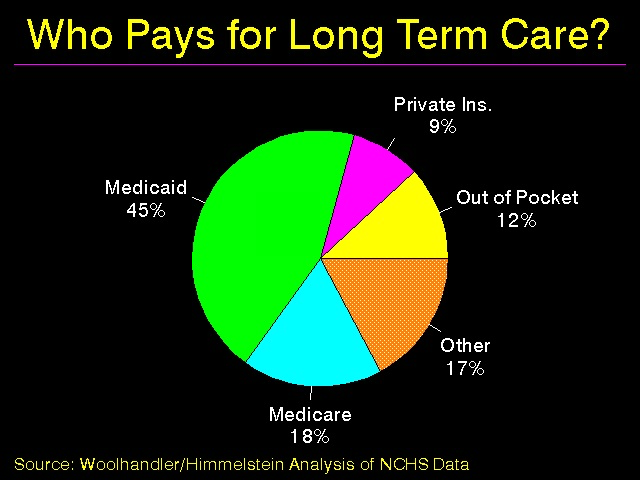 Who Pays for Long Term Care?
Private Ins.
9%
Medicaid
45%
Out of Pocket
12%
Other
17%
Medicare
18%
Source: Woolhandler/Himmelstein Analysis of NCHS Data